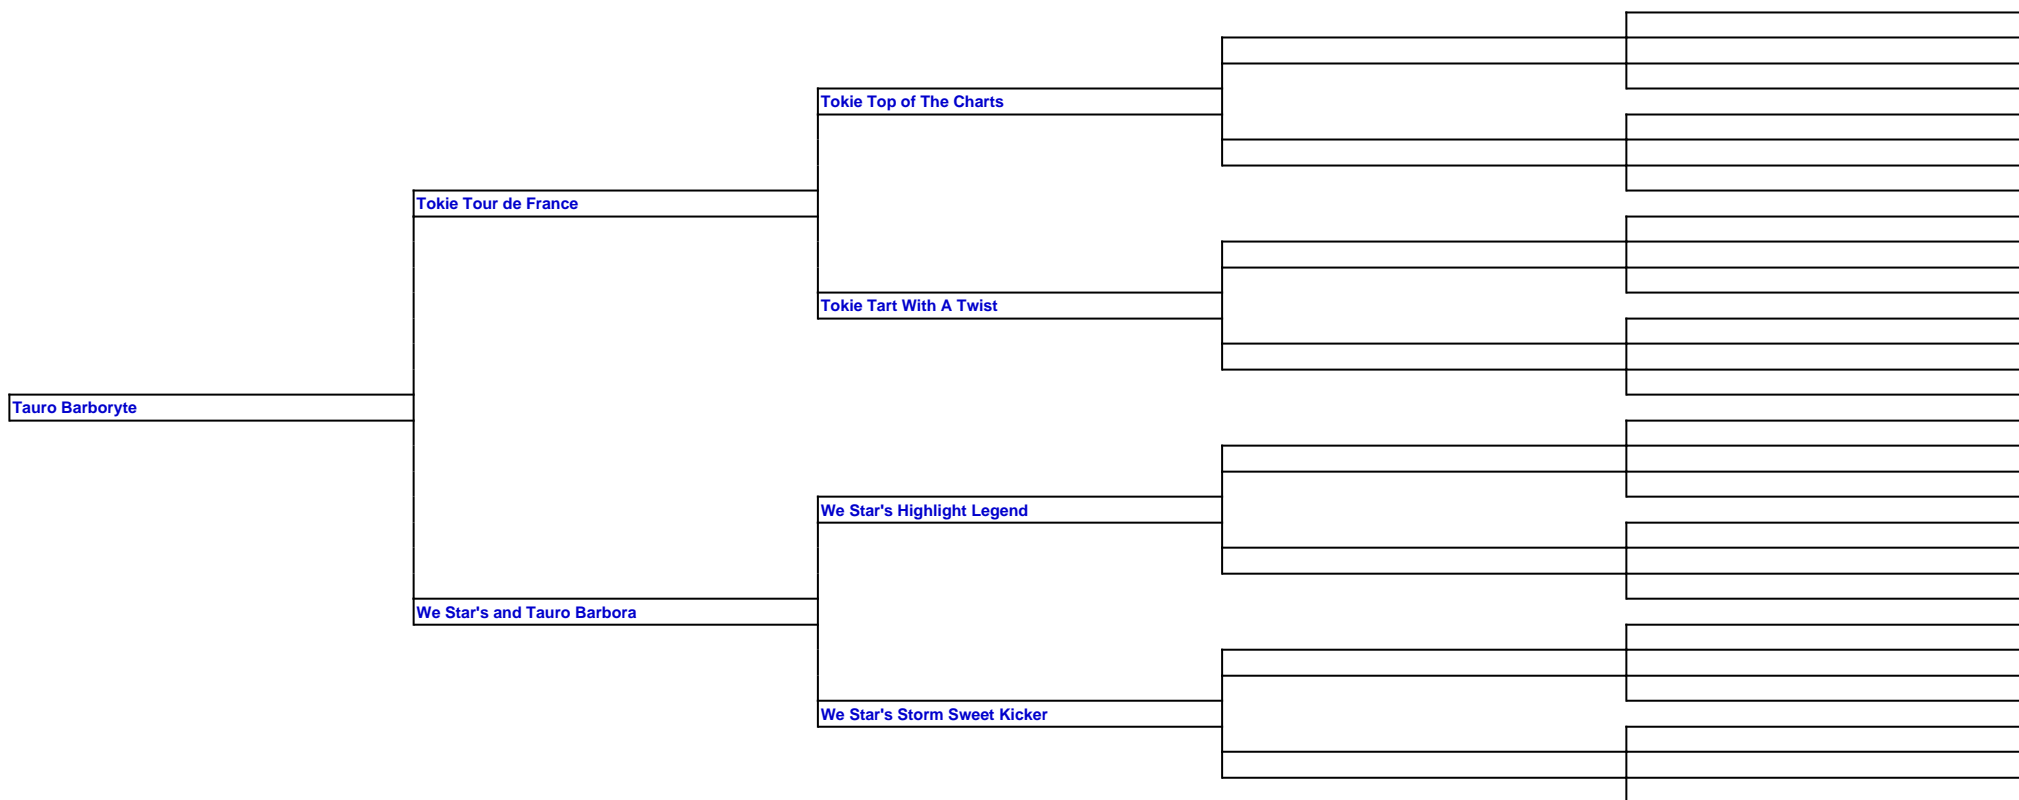 Tokie Top of The Charts
Tokie Tour de France
Tokie Tart With A Twist
Tauro Barboryte
We Star's Highlight Legend
We Star's and Tauro Barbora
We Star's Storm Sweet Kicker